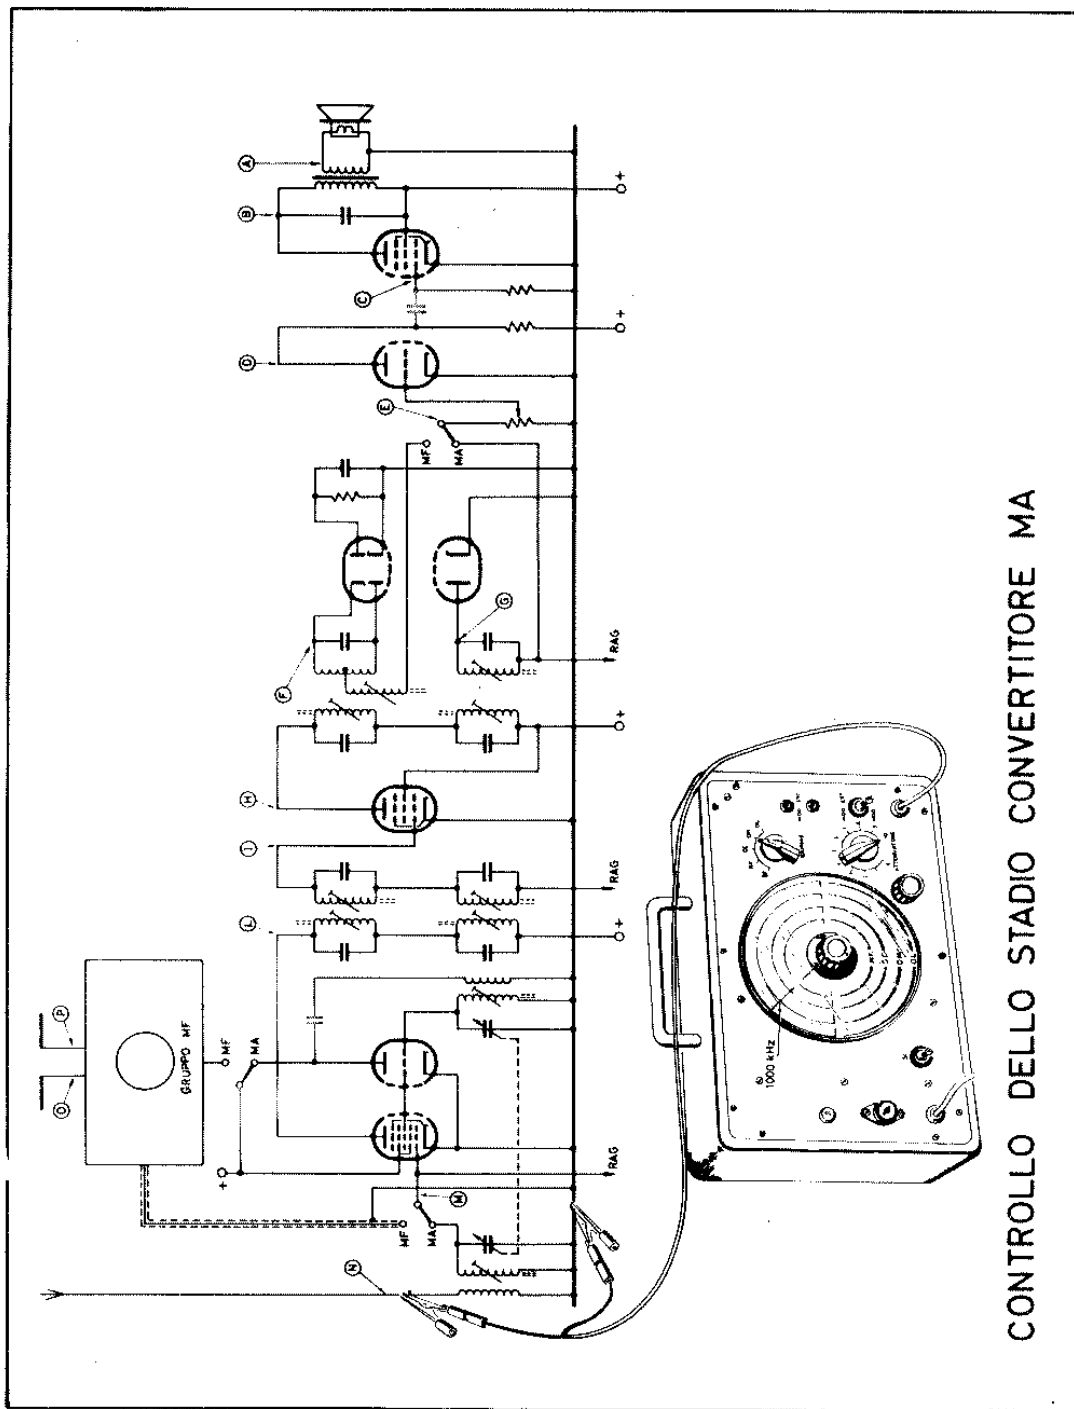 CONTROLLO DELLO STADIO CONVERTITORE MA
GRUPPO MF
O
P
N
M
L
I
H
F
G
E
D
C
B
A
MF
MA
MF
MA
MF
MA
RAG
RAG
RAG
+
+
+
+
+
1000 kHz